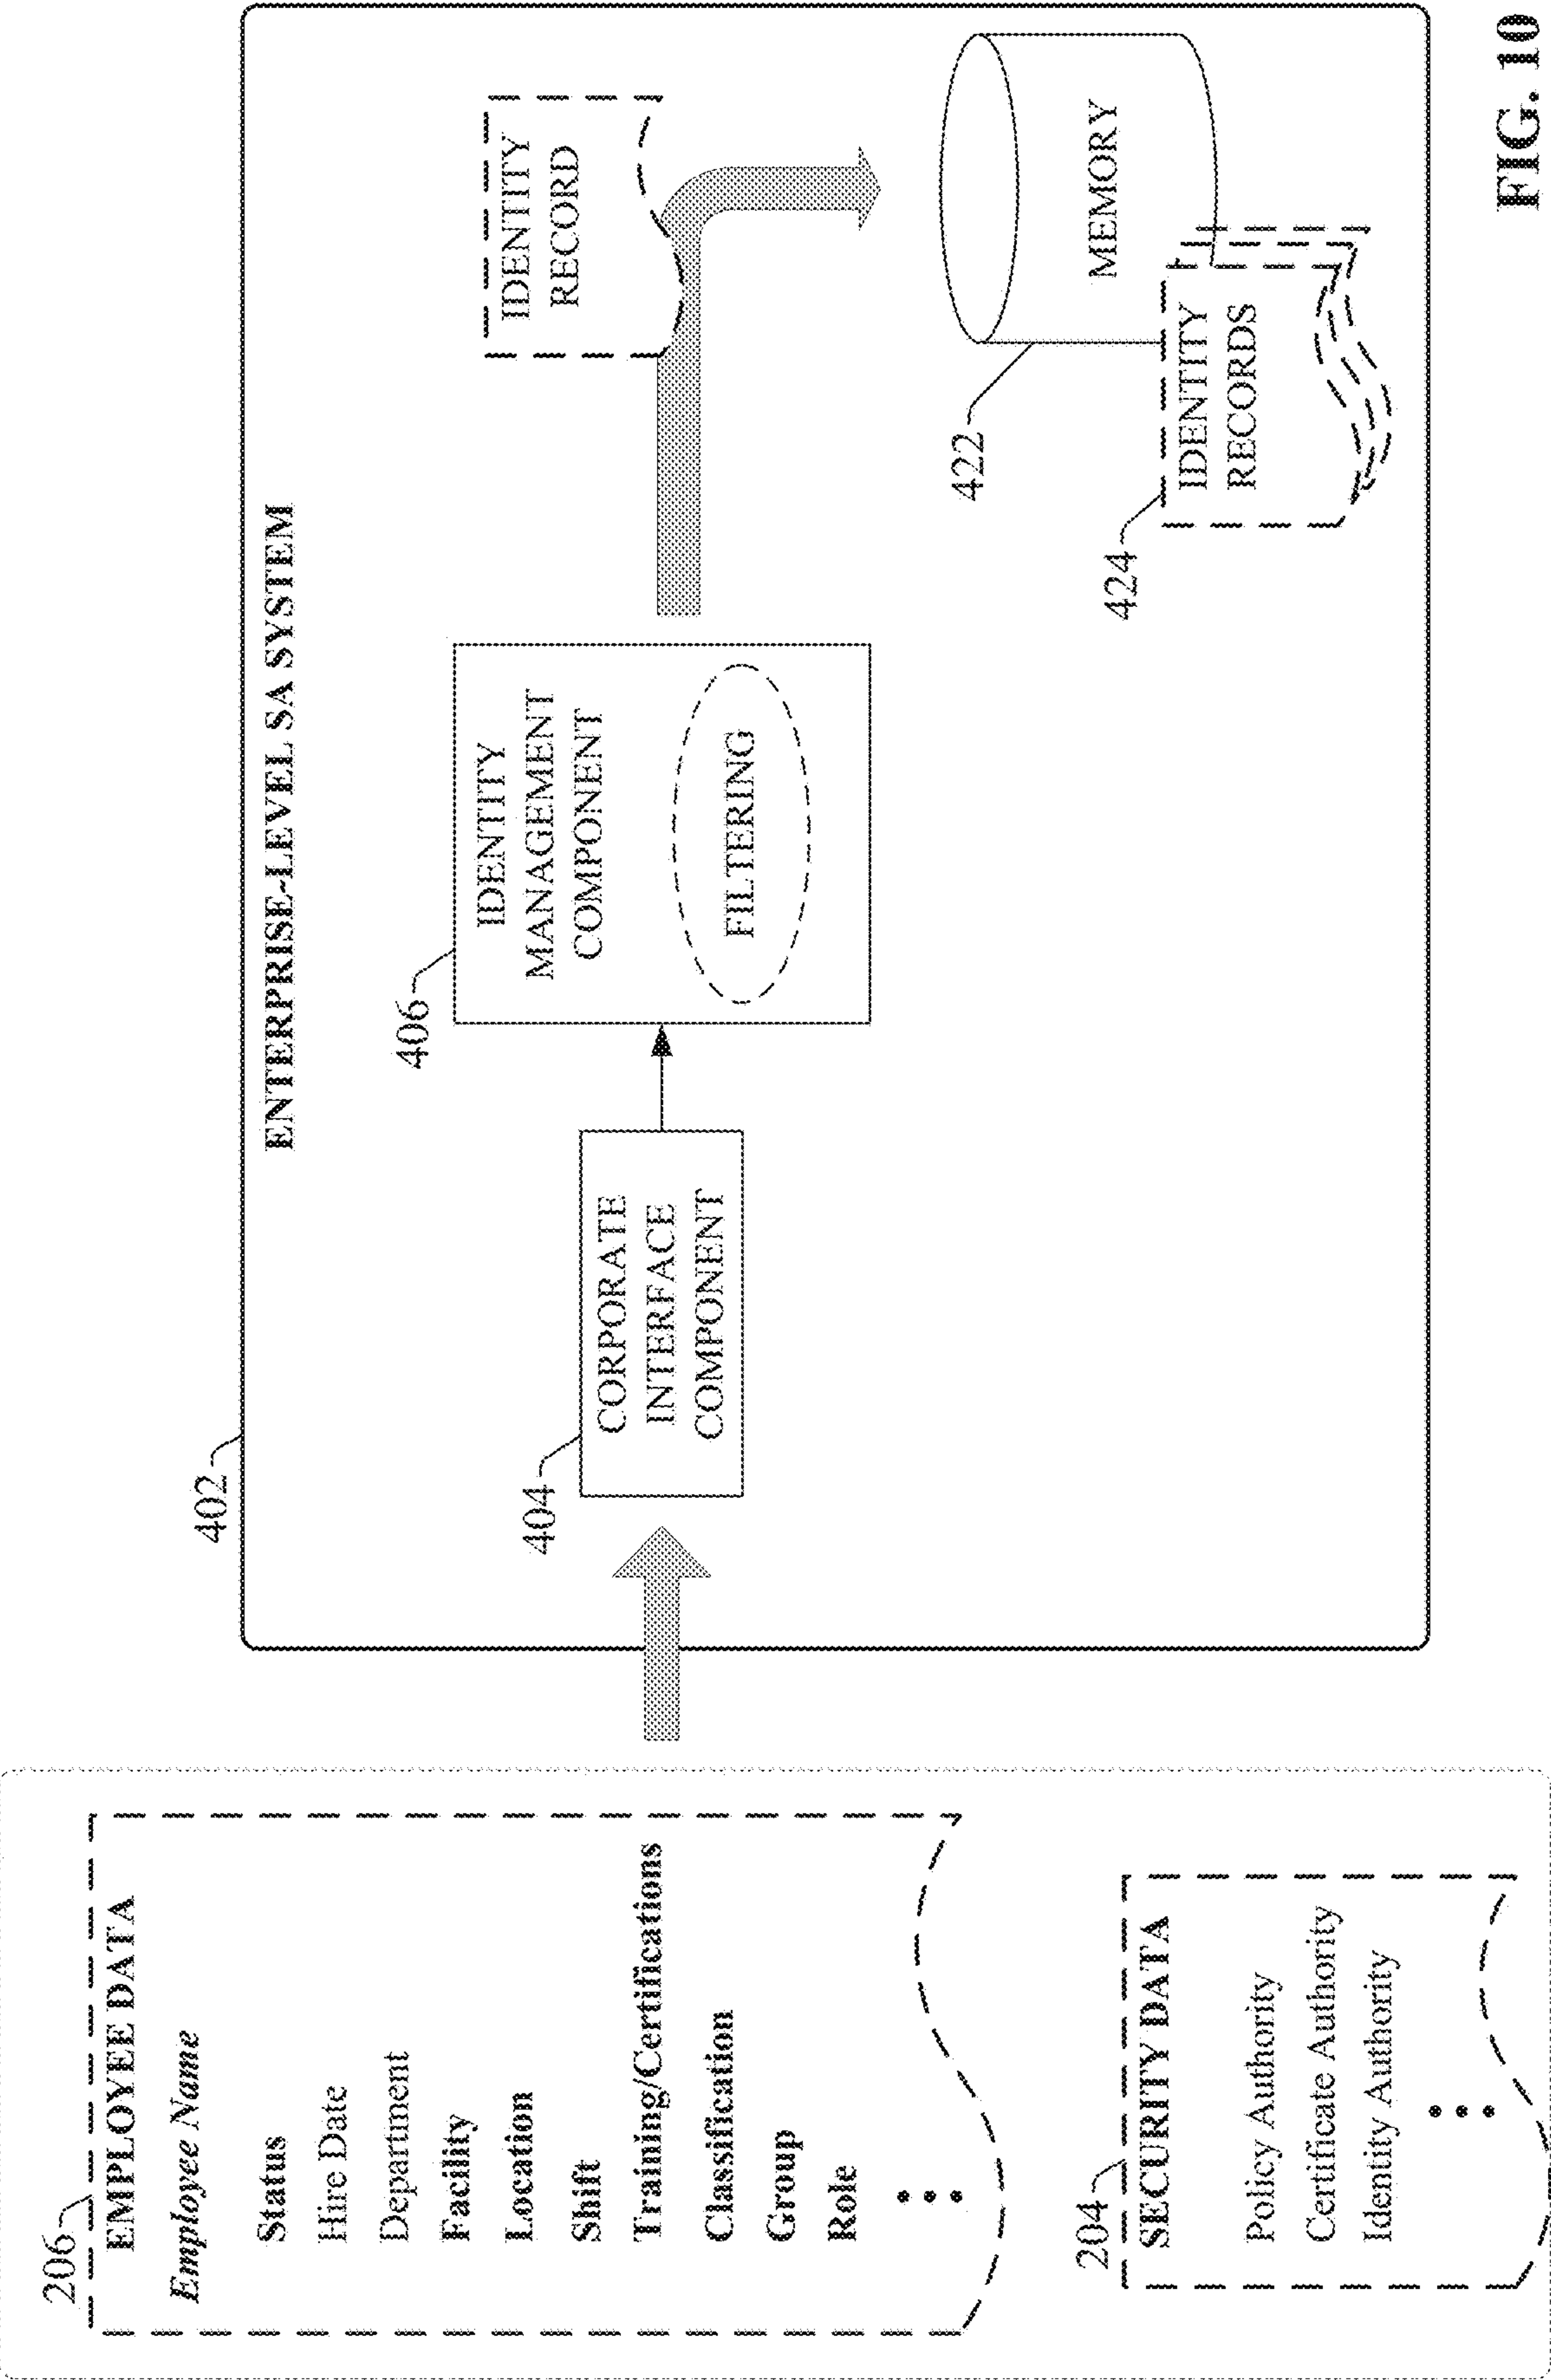 206
EMPLOYEE DATA
Employee Name
Status
Hire Date
Department
Facility
Location
Shift
Training/Certifications
Classification
Group
Role
204
SECURITY DATA
Policy Authority
Certificate Authority
Identity Authority
402
ENTERPRISE-LEVEL SA SYSTEM
404
CORPORATE
INTERFACE
COMPONENT
406
IDENTITY
MANAGEMENT
COMPONENT
FILTERING
IDENTITY
RECORD
422
MEMORY
424
IDENTITY
RECORDS
FIG. 10